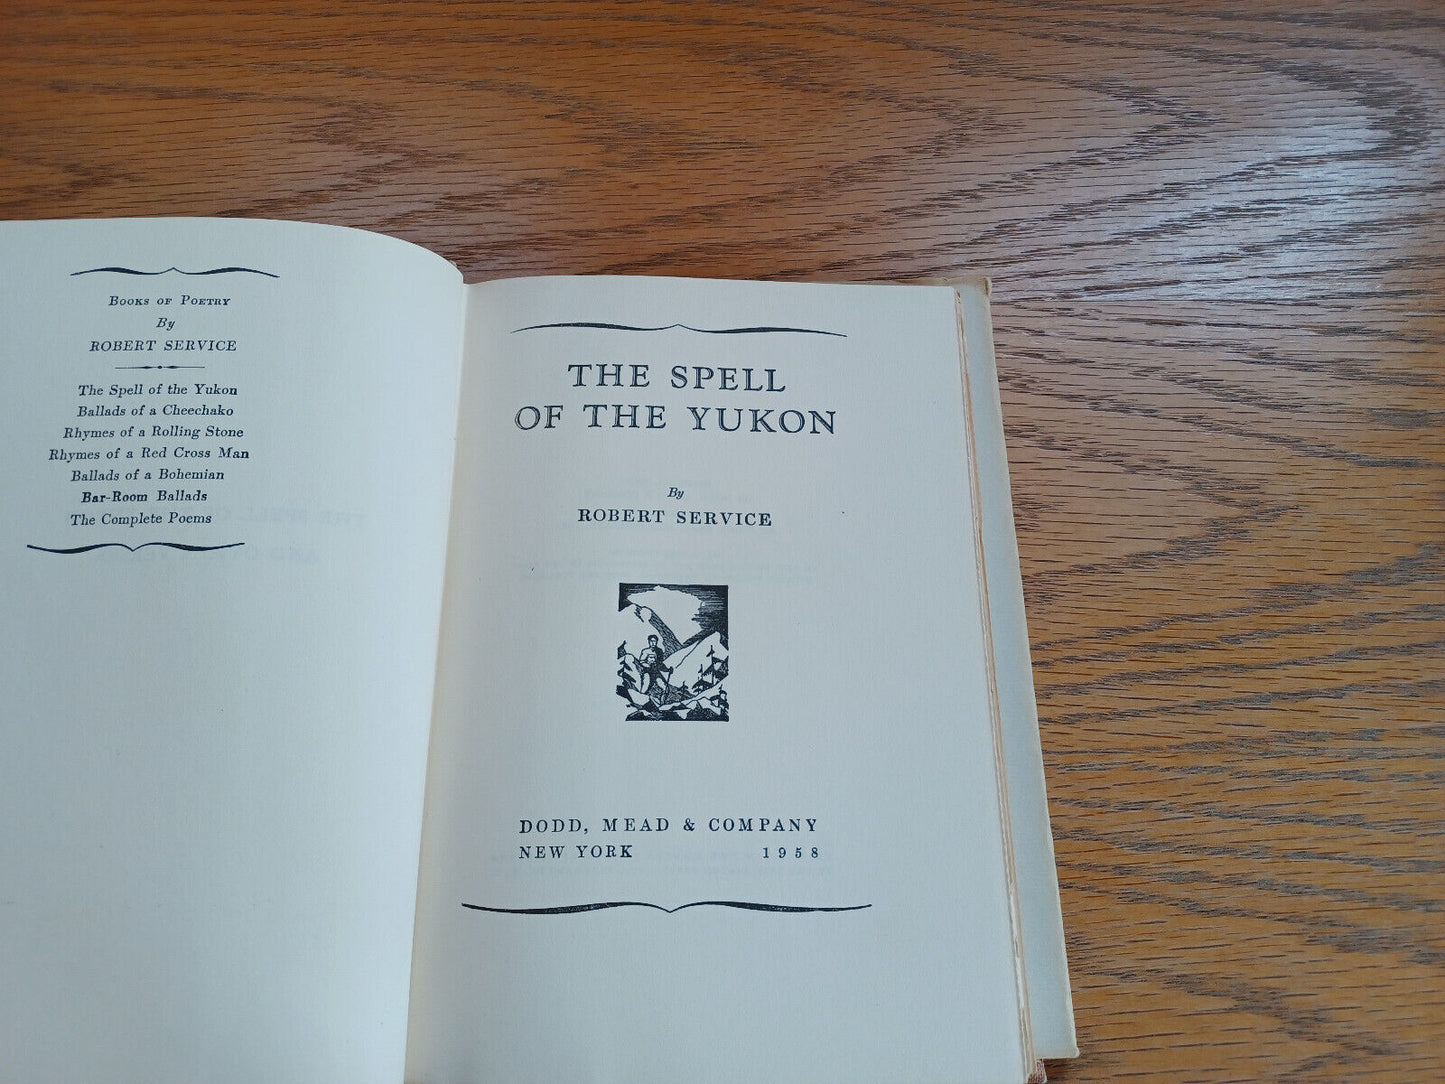 Books of Poetry
By
ROBERT SERVICE
The Spell of the Yukon
Ballads of a Cheechako
Rhymes of a Rolling Stone
Rhymes of a Red Cross Man
Ballads of a Bohemian
Bar-Room Ballads
The Complete Poems
THE SPELL
OF THE YUKON
By
ROBERT SERVICE
DODD, MEAD & COMPANY
NEW YORK 1958